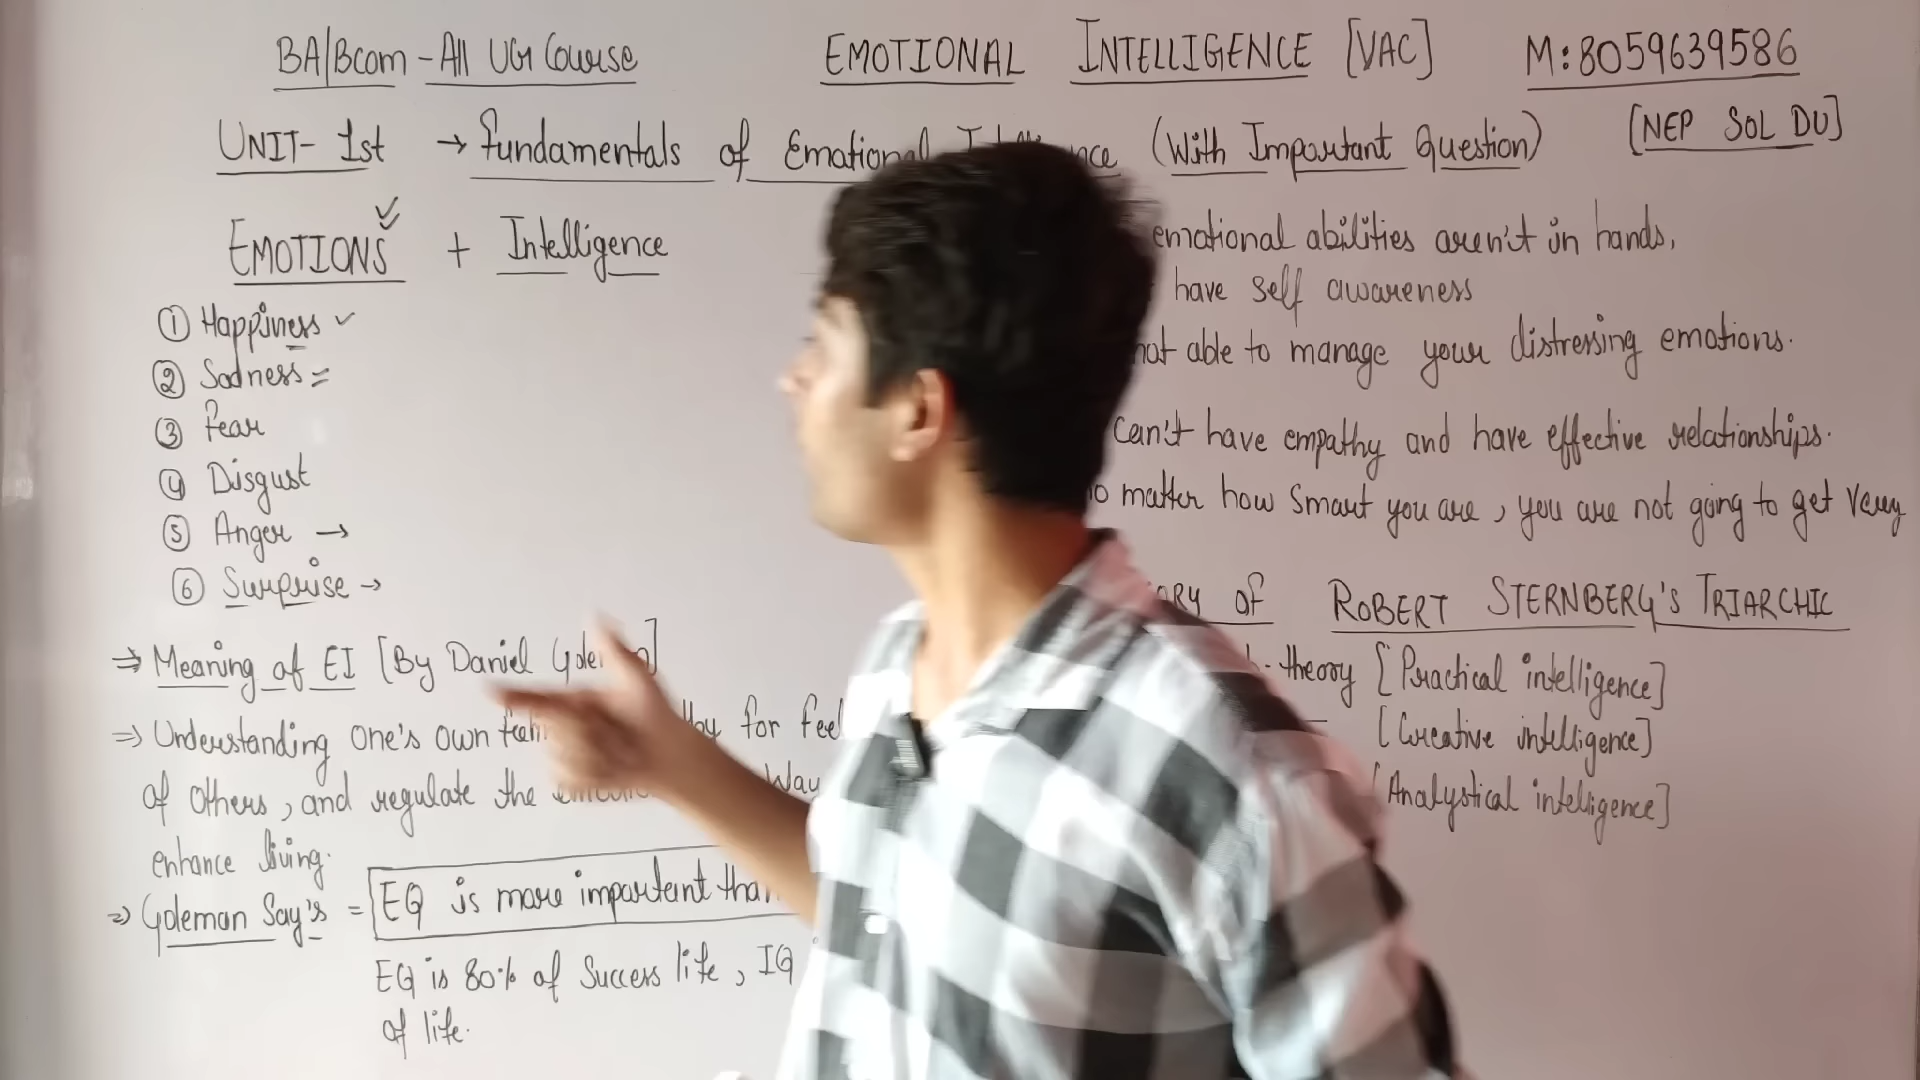 BA/Bcom - All UG Course
EMOTIONAL INTELLIGENCE [VAC]
M:8059639586
[NEP SOL DU]
UNIT- 1st → Fundamentals of Emotional (With Important Question)
EMOTIONS + Intelligence
① Happiness ✓
② Sadness =
③ Fear
④ Disgust
⑤ Anger →
⑥ Surprise →
⇒ Meaning of EI [By Daniel
⇒ Understanding one's own for feel
of others, and regulate the way
enhance living.
⇒ Goleman Say's = EQ is more important than
EQ is 80% of Success life, IQ
of life.
emotional abilities aren't in hands,
have self awareness
not able to manage your distressing emotions.
can't have empathy and have effective relationships.
no matter how smart you are, you are not going to get very
OF ROBERT STERNBERG'S TRIARCHIC
theory [Practical intelligence]
[Creative intelligence]
[Analystical intelligence]